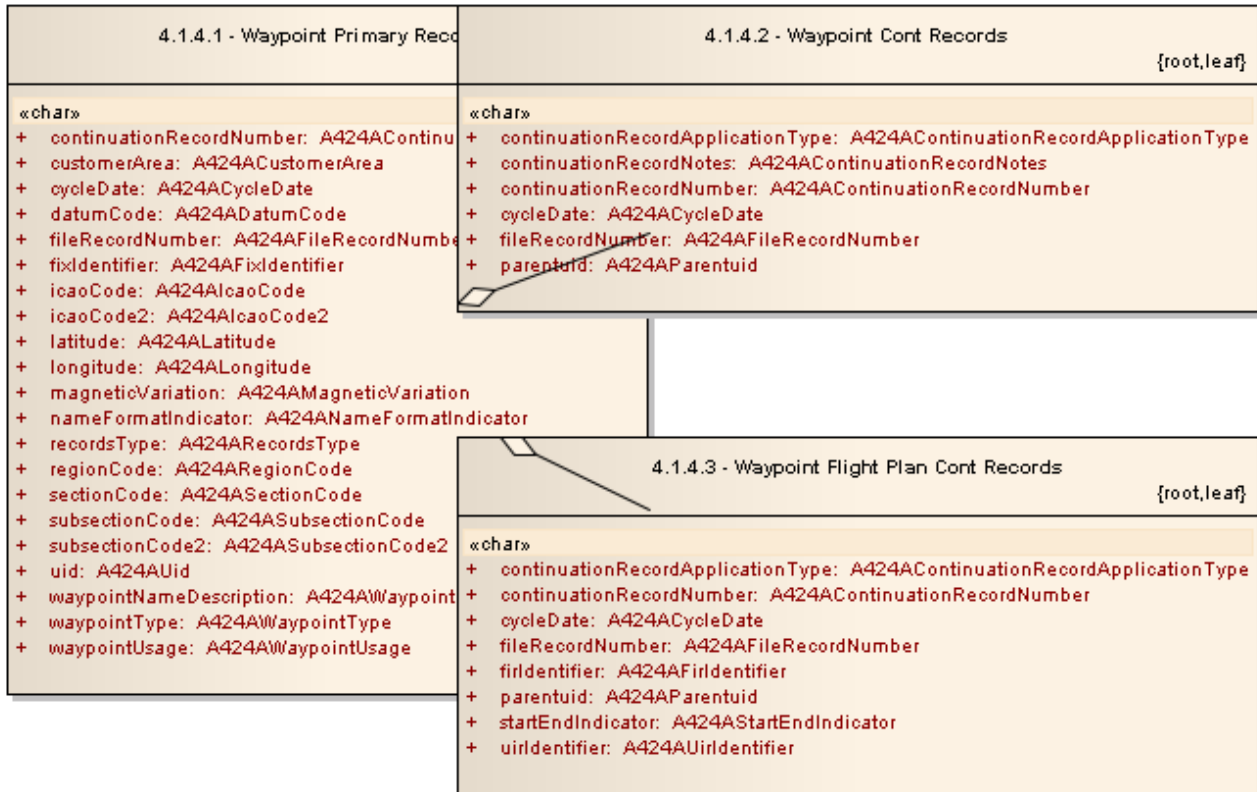 4.1.4.1 - Waypoint Primary Reco
«char»
+ continuationRecordNumber: A424AContinu
+ customerArea: A424ACustomerArea
+ cycleDate: A424ACycleDate
+ datumCode: A424ADatumCode
+ fileRecordNumber: A424AFileRecordNumbe
+ fixIdentifier: A424AFixIdentifier
+ icaoCode: A424AIcaoCode
+ icaoCode2: A424AIcaoCode2
+ latitude: A424ALatitude
+ longitude: A424ALongitude
+ magneticVariation: A424AMagneticVariation
+ nameFormatIndicator: A424ANameFormatIndicator
+ recordsType: A424ARecordsType
+ regionCode: A424ARegionCode
+ sectionCode: A424ASectionCode
+ subsectionCode: A424ASubsectionCode
+ subsectionCode2: A424ASubsectionCode2
+ uid: A424AUid
+ waypointNameDescription: A424AWaypoint
+ waypointType: A424AWaypointType
+ waypointUsage: A424AWaypointUsage
4.1.4.2 - Waypoint Cont Records
{root,leaf}
«char»
+ continuationRecordApplicationType: A424AContinuationRecordApplicationType
+ continuationRecordNotes: A424AContinuationRecordNotes
+ continuationRecordNumber: A424AContinuationRecordNumber
+ cycleDate: A424ACycleDate
+ fileRecordNumber: A424AFileRecordNumber
+ parentuid: A424AParentuid
4.1.4.3 - Waypoint Flight Plan Cont Records
{root,leaf}
«char»
+ continuationRecordApplicationType: A424AContinuationRecordApplicationType
+ continuationRecordNumber: A424AContinuationRecordNumber
+ cycleDate: A424ACycleDate
+ fileRecordNumber: A424AFileRecordNumber
+ firIdentifier: A424AFirIdentifier
+ parentuid: A424AParentuid
+ startEndIndicator: A424AStartEndIndicator
+ uirIdentifier: A424AUirIdentifier